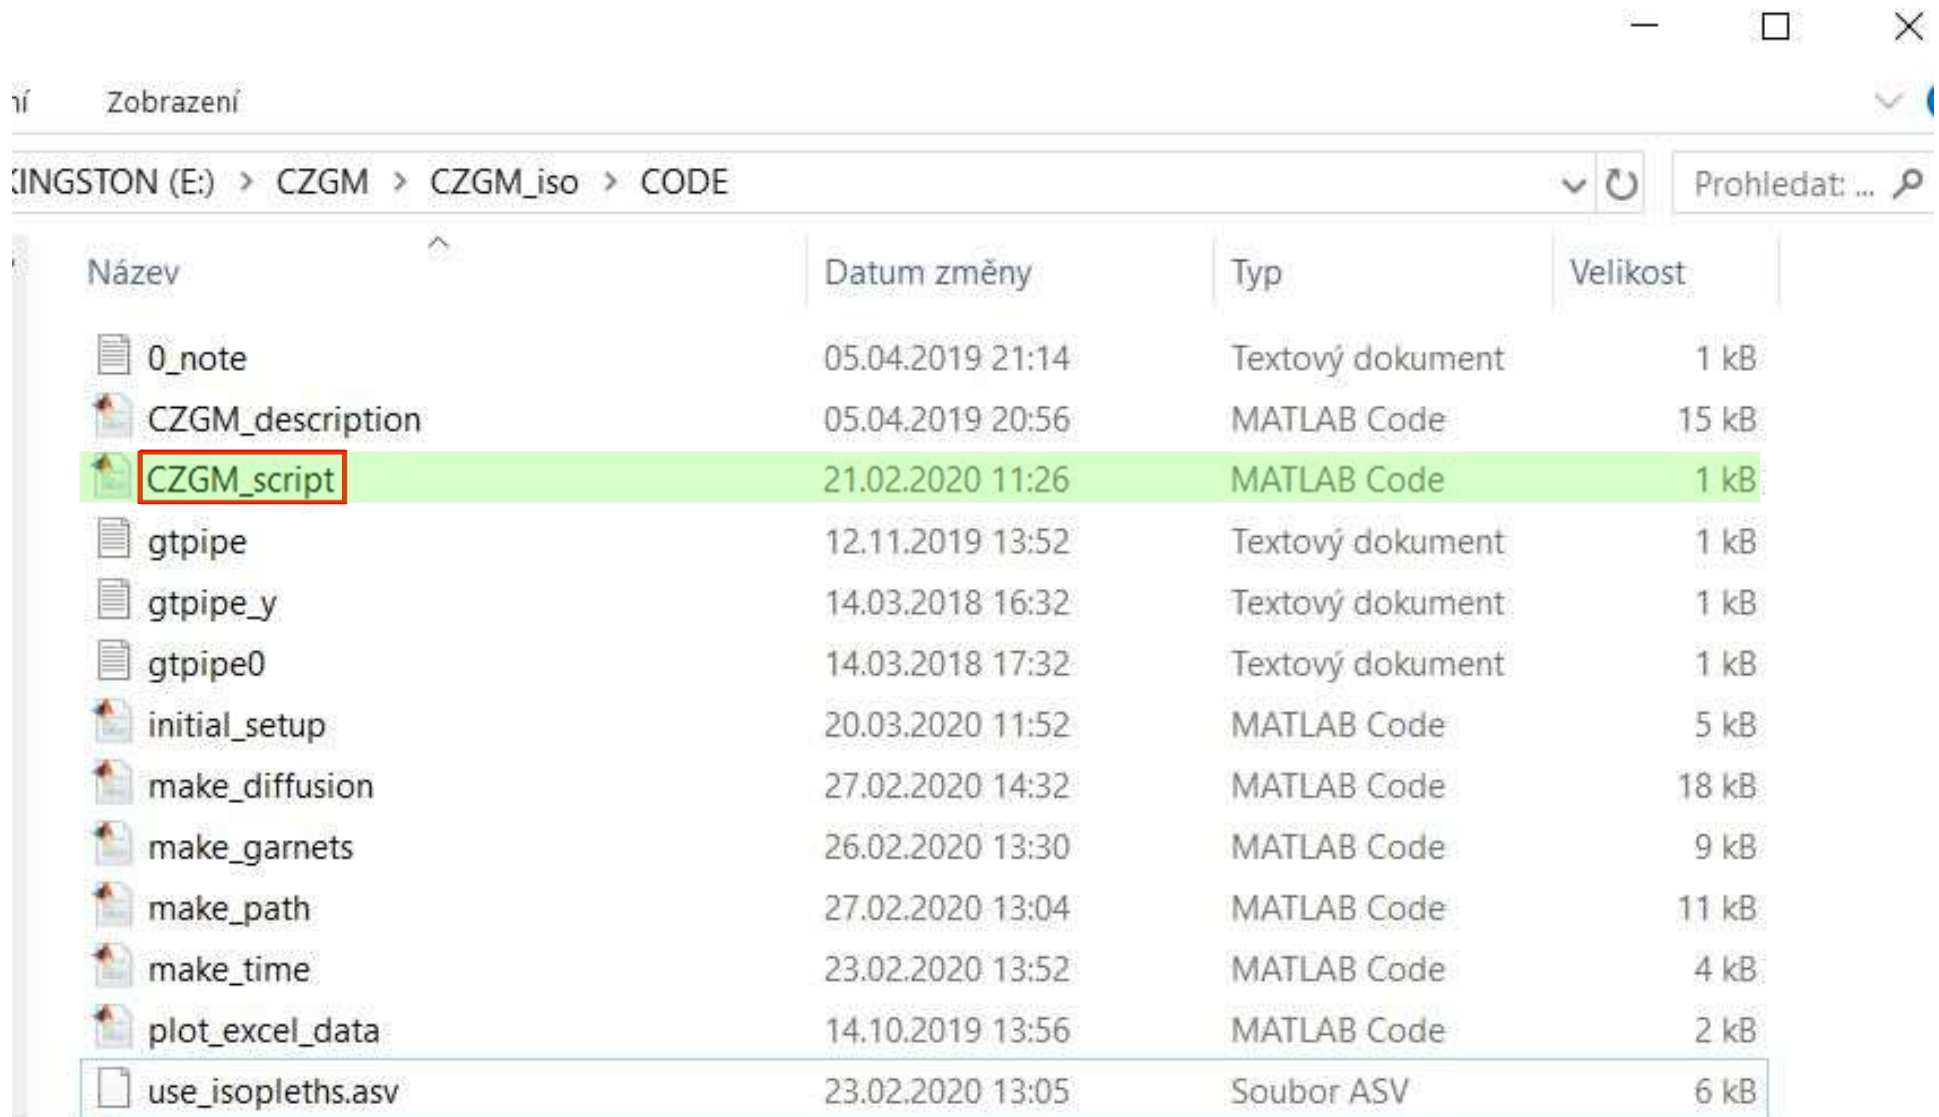 ní Zobrazení
KINGSTON (E:) > CZGM > CZGM_iso > CODE Prohledat: ...
Název Datum změny Typ Velikost
0_note 05.04.2019 21:14 Textový dokument 1 kB
CZGM_description 05.04.2019 20:56 MATLAB Code 15 kB
CZGM_script 21.02.2020 11:26 MATLAB Code 1 kB
gtpipe 12.11.2019 13:52 Textový dokument 1 kB
gtpipe_y 14.03.2018 16:32 Textový dokument 1 kB
gtpipe0 14.03.2018 17:32 Textový dokument 1 kB
initial_setup 20.03.2020 11:52 MATLAB Code 5 kB
make_diffusion 27.02.2020 14:32 MATLAB Code 18 kB
make_garnets 26.02.2020 13:30 MATLAB Code 9 kB
make_path 27.02.2020 13:04 MATLAB Code 11 kB
make_time 23.02.2020 13:52 MATLAB Code 4 kB
plot_excel_data 14.10.2019 13:56 MATLAB Code 2 kB
use_isopleths.asv 23.02.2020 13:05 Soubor ASV 6 kB